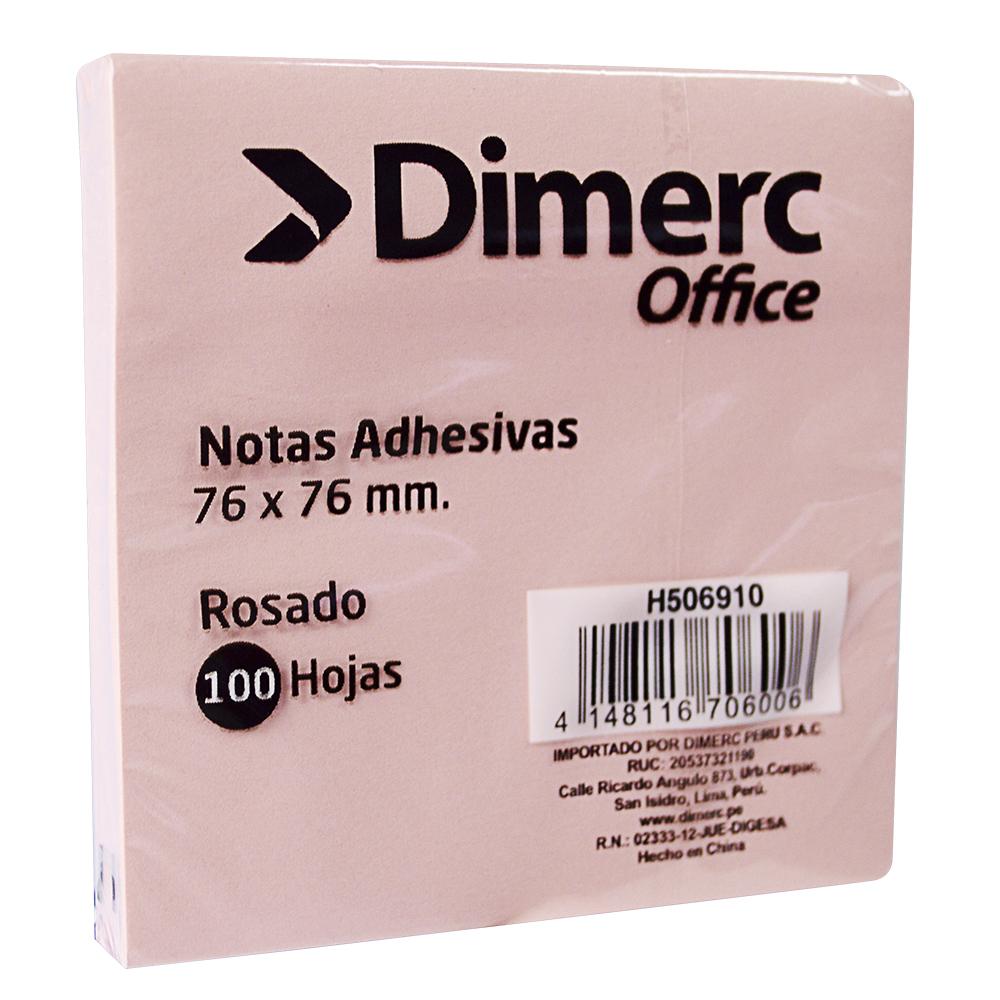 Dimerc
Office
Notas Adhesivas
76 x 76 mm.
Rosado
100 Hojas
H506910
4 148116 706006
IMPORTADO POR DIMERC PERU S.A.C.
RUC: 20537321190
Calle Ricardo Angulo 873, Urb.Corpac,
San Isidro, Lima, Perú.
www.dimerc.pe
R.N.: 02333-12-JUE-DIGESA
Hecho en China